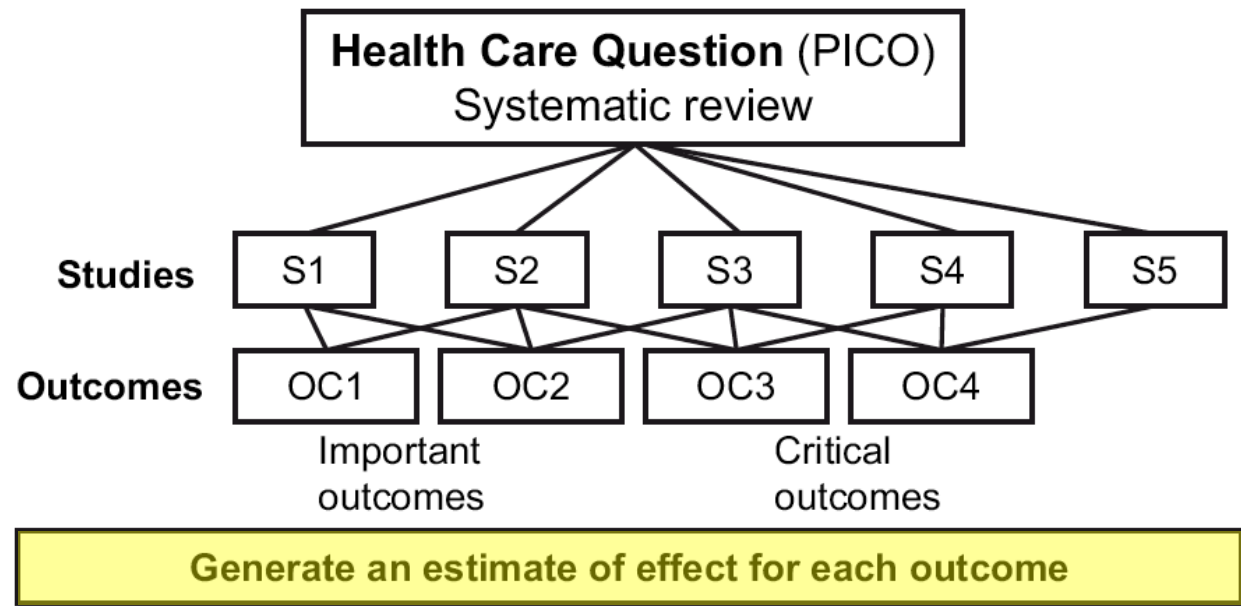 Health Care Question (PICO)
Systematic review
Studies
S1
S2
S3
S4
S5
Outcomes
OC1
OC2
OC3
OC4
Important
outcomes
Critical
outcomes
Generate an estimate of effect for each outcome